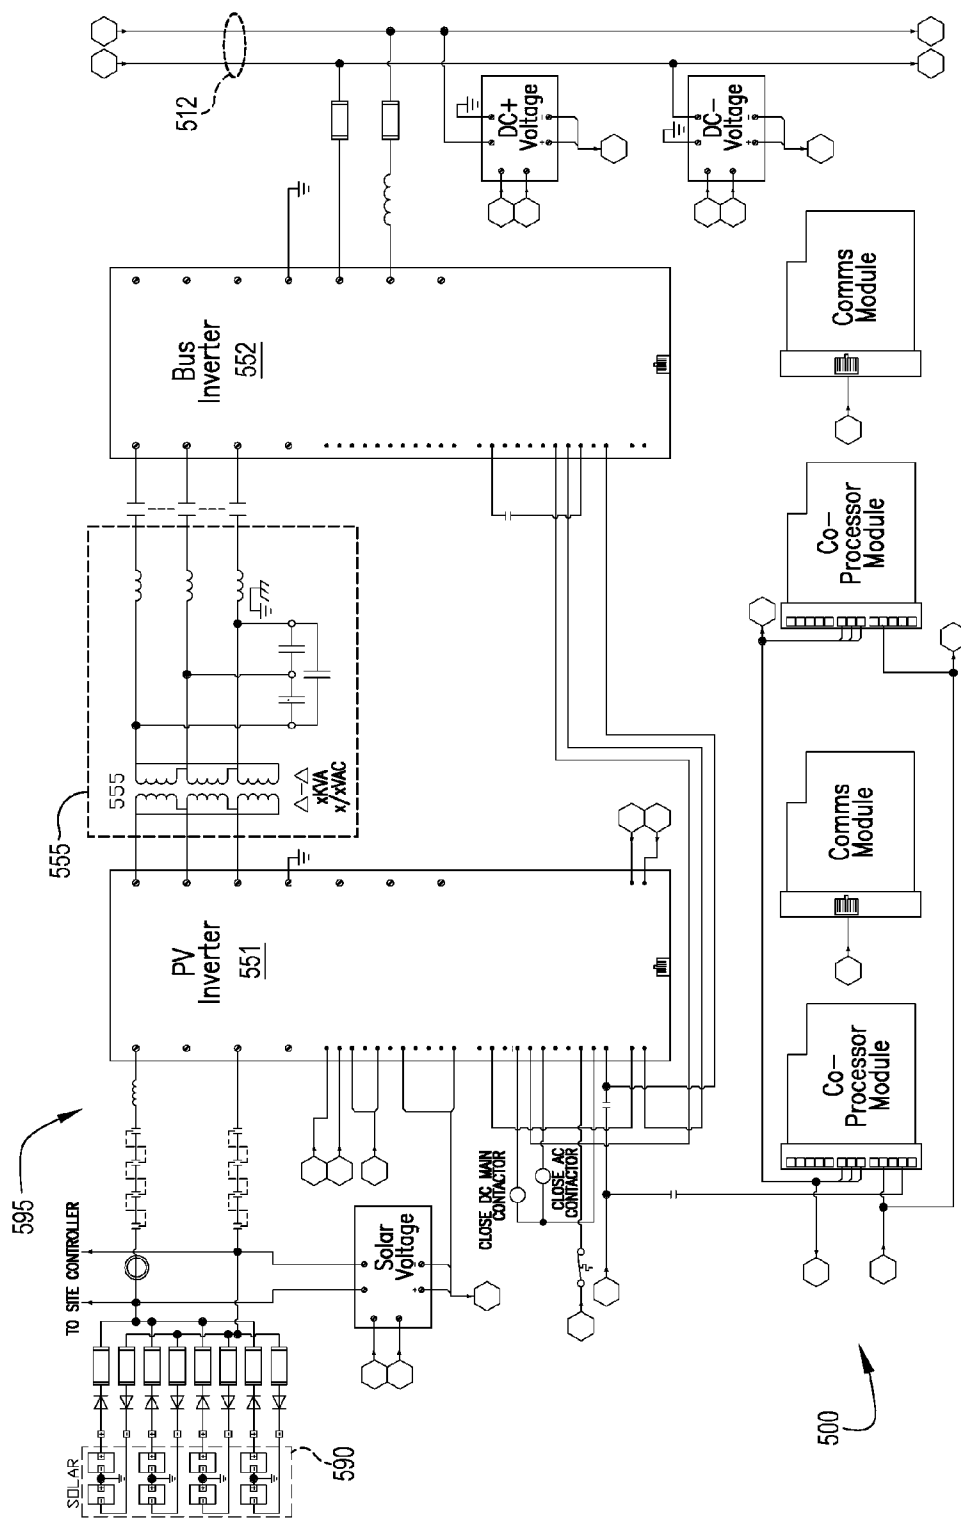 SOLAR
590
595
TO SITE CONTROLLER
Solar
Voltage
+
-
CLOSE DC MAIN
CONTACTOR
CLOSE AC
CONTACTOR
PV
Inverter
551
555
555
△-△
xKVA
x/xVAC
Bus
Inverter
552
512
DC+
Voltage
+
-
DC-
Voltage
+
-
Co-
Processor
Module
Comms
Module
Co-
Processor
Module
Comms
Module
500